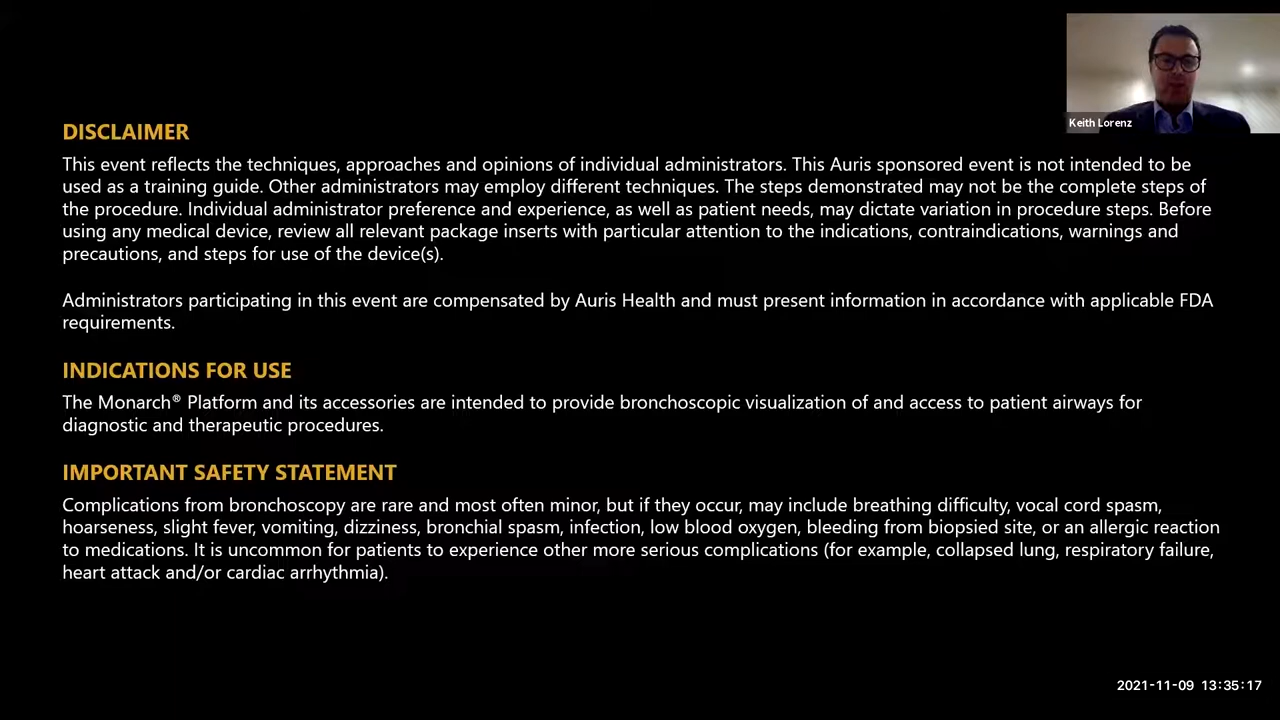 Keith Lorenz
DISCLAIMER
This event reflects the techniques, approaches and opinions of individual administrators. This Auris sponsored event is not intended to be
used as a training guide. Other administrators may employ different techniques. The steps demonstrated may not be the complete steps of
the procedure. Individual administrator preference and experience, as well as patient needs, may dictate variation in procedure steps. Before
using any medical device, review all relevant package inserts with particular attention to the indications, contraindications, warnings and
precautions, and steps for use of the device(s).
Administrators participating in this event are compensated by Auris Health and must present information in accordance with applicable FDA
requirements.
INDICATIONS FOR USE
The Monarch® Platform and its accessories are intended to provide bronchoscopic visualization of and access to patient airways for
diagnostic and therapeutic procedures.
IMPORTANT SAFETY STATEMENT
Complications from bronchoscopy are rare and most often minor, but if they occur, may include breathing difficulty, vocal cord spasm,
hoarseness, slight fever, vomiting, dizziness, bronchial spasm, infection, low blood oxygen, bleeding from biopsied site, or an allergic reaction
to medications. It is uncommon for patients to experience other more serious complications (for example, collapsed lung, respiratory failure,
heart attack and/or cardiac arrhythmia).
2021-11-09 13:35:17